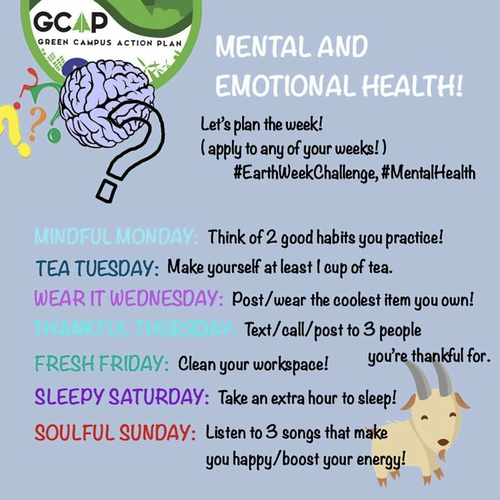 GCAP
GREEN CAMPUS ACTION PLAN
MENTAL AND
EMOTIONAL HEALTH!
Let's plan the week!
(apply to any of your weeks!)
#EarthWeekChallenge, #MentalHealth
MINDFUL MONDAY: Think of 2 good habits you practice!
TEA TUESDAY: Make yourself at least 1 cup of tea.
WEAR IT WEDNESDAY: Post/wear the coolest item you own!
THANKFUL THURSDAY: Text/call/post to 3 people
you're thankful for.
FRESH FRIDAY: Clean your workspace!
SLEEPY SATURDAY: Take an extra hour to sleep!
SOULFUL SUNDAY: Listen to 3 songs that make
you happy/boost your energy!